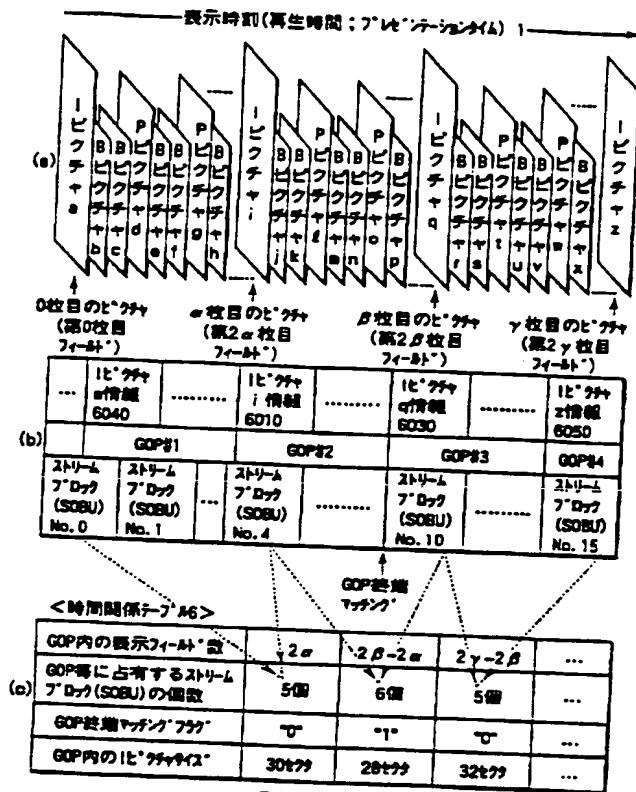 表示時刻(再生時間；プレゼンテーションタイム) 1
(a)
Iピクチャa
Bピクチャb
Bピクチャc
Pピクチャd
Bピクチャe
Bピクチャf
Pピクチャg
Bピクチャh
Iピクチャi
Bピクチャj
Bピクチャk
Pピクチャl
Bピクチャm
Bピクチャn
Pピクチャo
Bピクチャp
Iピクチャq
Bピクチャr
Bピクチャs
Pピクチャt
Bピクチャu
Bピクチャv
Pピクチャw
Bピクチャx
Iピクチャz
0枚目のピクチャ
(第0枚目
フィールド)
α枚目のピクチャ
(第2α枚目
フィールド)
β枚目のピクチャ
(第2β枚目
フィールド)
γ枚目のピクチャ
(第2γ枚目
フィールド)
(b)
Iピクチャ
a情報
6040
Iピクチャ
i情報
6010
Iピクチャ
q情報
6030
Iピクチャ
z情報
6050
GOP#1 GOP#2 GOP#3 GOP#4
ストリーム
ブロック
(SOBU)
No.0
ストリーム
ブロック
(SOBU)
No.1
ストリーム
ブロック
(SOBU)
No.4
ストリーム
ブロック
(SOBU)
No.10
ストリーム
ブロック
(SOBU)
No.15
GOP終端
マッチング
<時間関係テーブル6>
(c)
GOP内の表示フィールド数 2α 2β-2α 2γ-2β …
GOP毎に占有するストリーム
ブロック(SOBU)の個数 5個 6個 5個 …
GOP終端マッチングフラグ "0" "1" "0" …
GOP内のIピクチャサイズ 30セクタ 28セクタ 32セクタ …